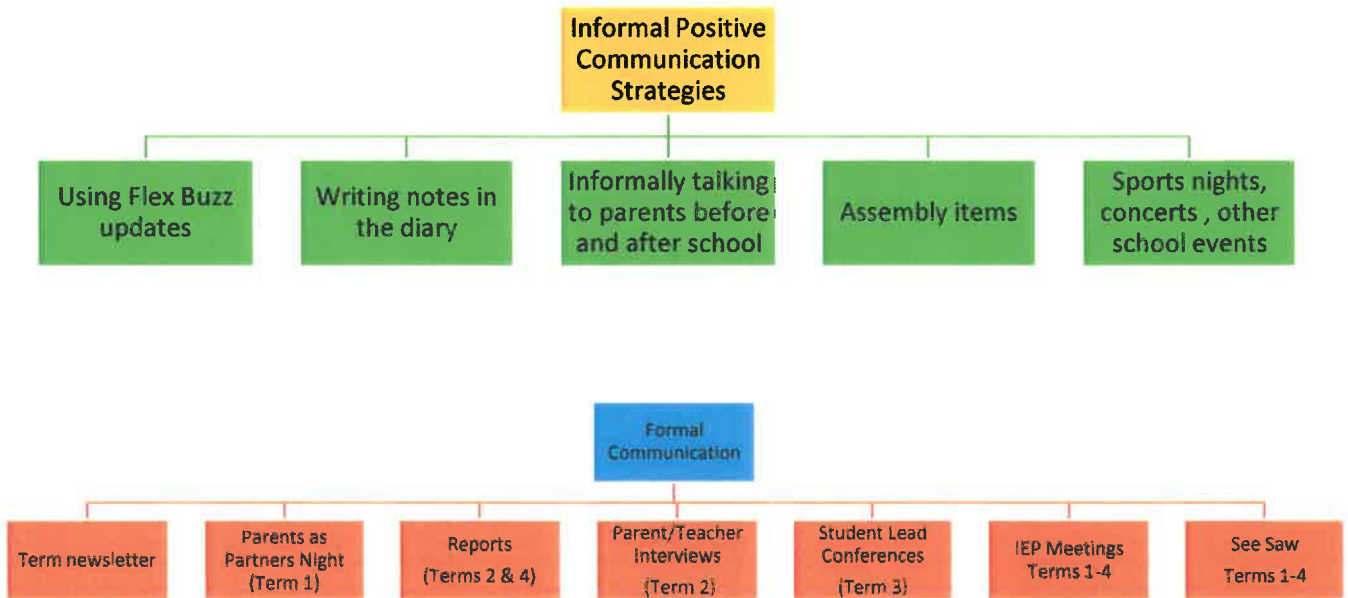 Informal Positive
Communication
Strategies
Using Flex Buzz
updates
Writing notes in
the diary
Informally talking
to parents before
and after school
Assembly items
Sports nights,
concerts , other
school events
Formal
Communication
Term newsletter
Parents as
Partners Night
(Term 1)
Reports
(Terms 2 & 4)
Parent/Teacher
Interviews
(Term 2)
Student Lead
Conferences
(Term 3)
IEP Meetings
Terms 1-4
See Saw
Terms 1-4